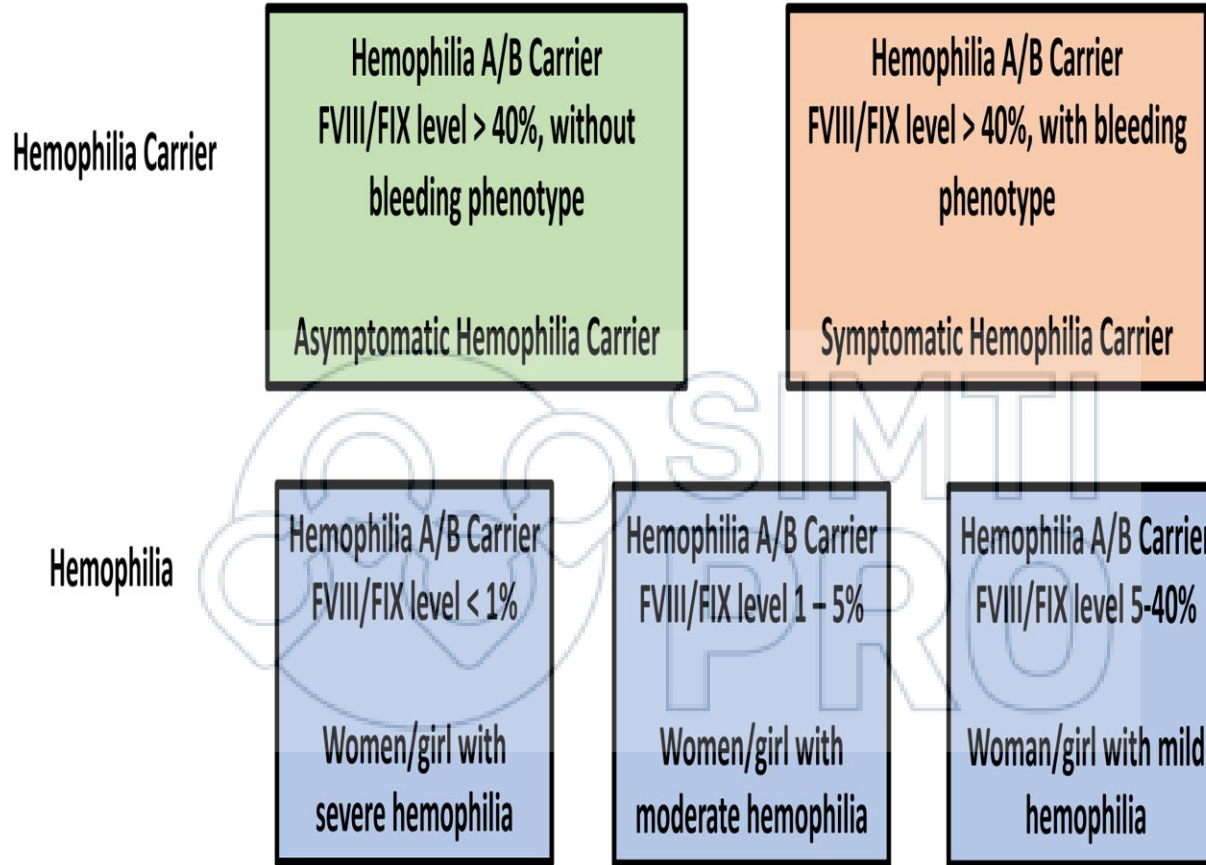 Hemophilia Carrier
Hemophilia A/B Carrier
FVIII/FIX level > 40%, without
bleeding phenotype
Asymptomatic Hemophilia Carrier
Hemophilia A/B Carrier
FVIII/FIX level > 40%, with bleeding
phenotype
Symptomatic Hemophilia Carrier
Hemophilia
Hemophilia A/B Carrier
FVIII/FIX level < 1%
Women/girl with
severe hemophilia
Hemophilia A/B Carrier
FVIII/FIX level 1 – 5%
Women/girl with
moderate hemophilia
Hemophilia A/B Carrier
FVIII/FIX level 5-40%
Woman/girl with mild
hemophilia
SIMTI
PRO